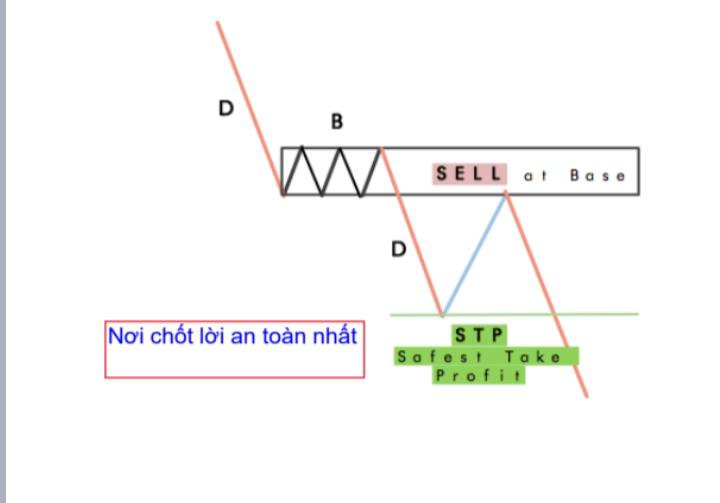 D
B
SELL at Base
D
Nơi chốt lời an toàn nhất
STP
Safest Take
Profit